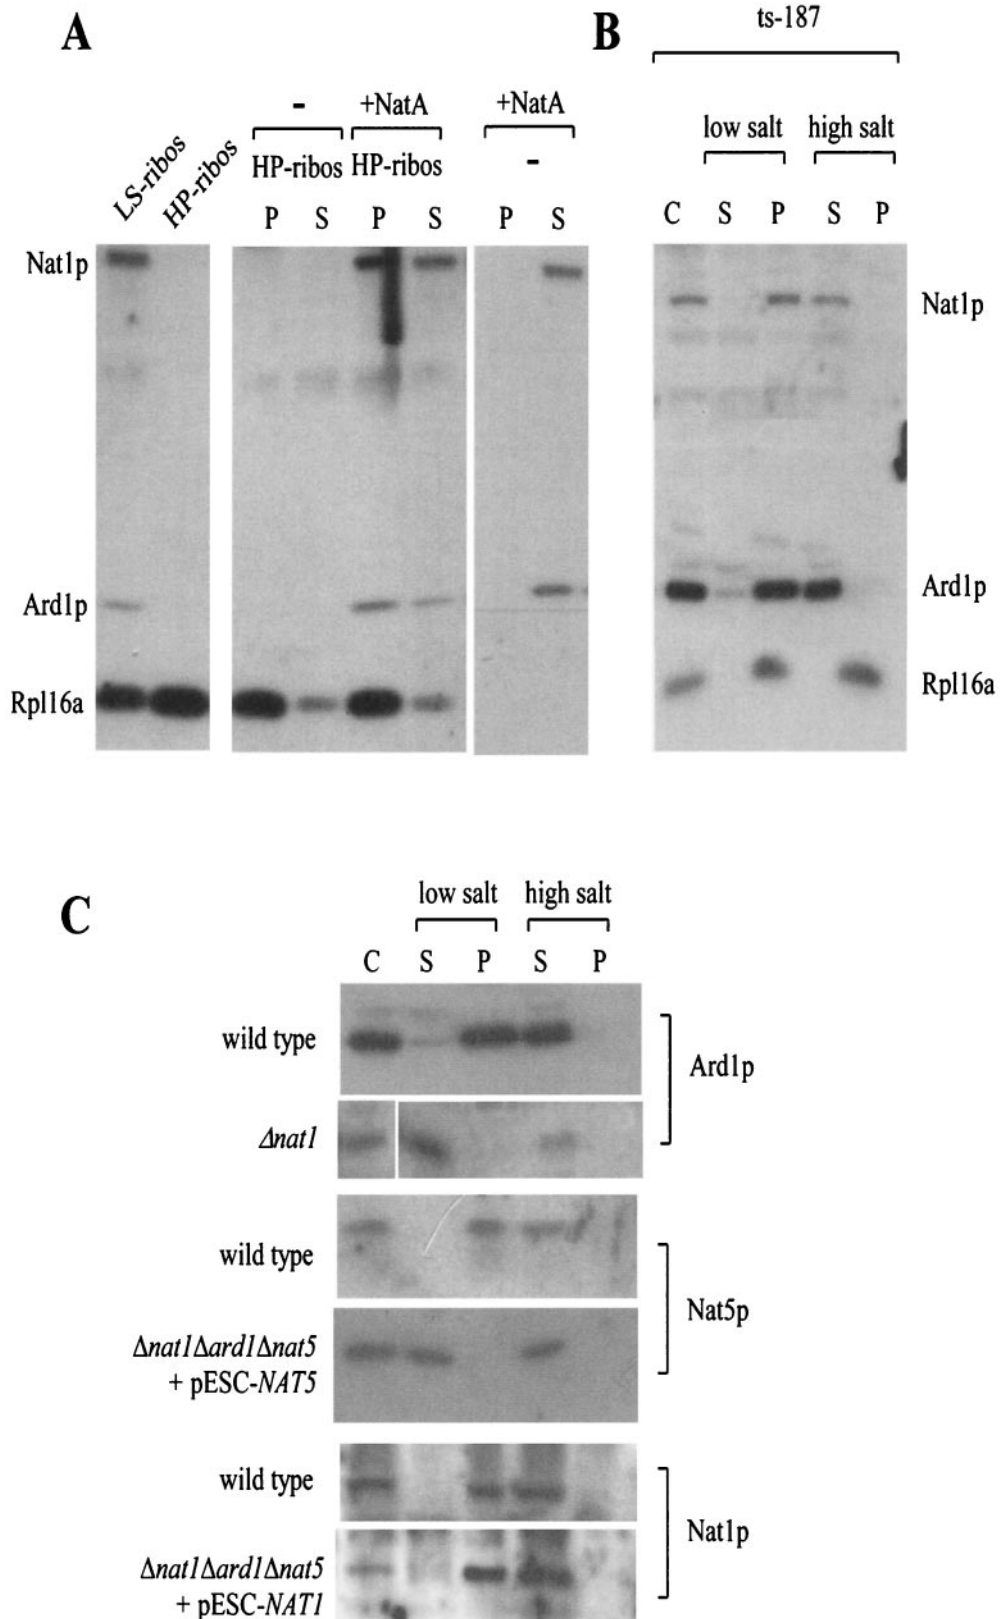 A
- +NatA +NatA
LS-ribos HP-ribos HP-ribos HP-ribos -
P S P S P S
Nat1p
Ard1p
Rpl16a
B
ts-187
low salt high salt
C S P S P
Nat1p
Ard1p
Rpl16a
C
low salt high salt
C S P S P
wild type
Ard1p
Δnat1
wild type
Nat5p
Δnat1Δard1Δnat5
+ pESC-NAT5
wild type
Nat1p
Δnat1Δard1Δnat5
+ pESC-NAT1